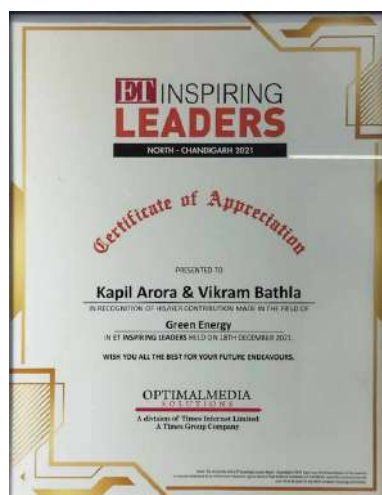 ET INSPIRING
LEADERS
NORTH - CHANDIGARH 2021
Certificate of Appreciation
PRESENTED TO
Kapil Arora & Vikram Bathla
IN RECOGNITION OF HIS/HER CONTRIBUTION MADE IN THE FIELD OF
Green Energy
IN ET INSPIRING LEADERS HELD ON 18TH DECEMBER 2021.
WISH YOU ALL THE BEST FOR YOUR FUTURE ENDEAVOURS.
OPTIMALMEDIA
SOLUTIONS
A division of Times Internet Limited
A Times Group Company